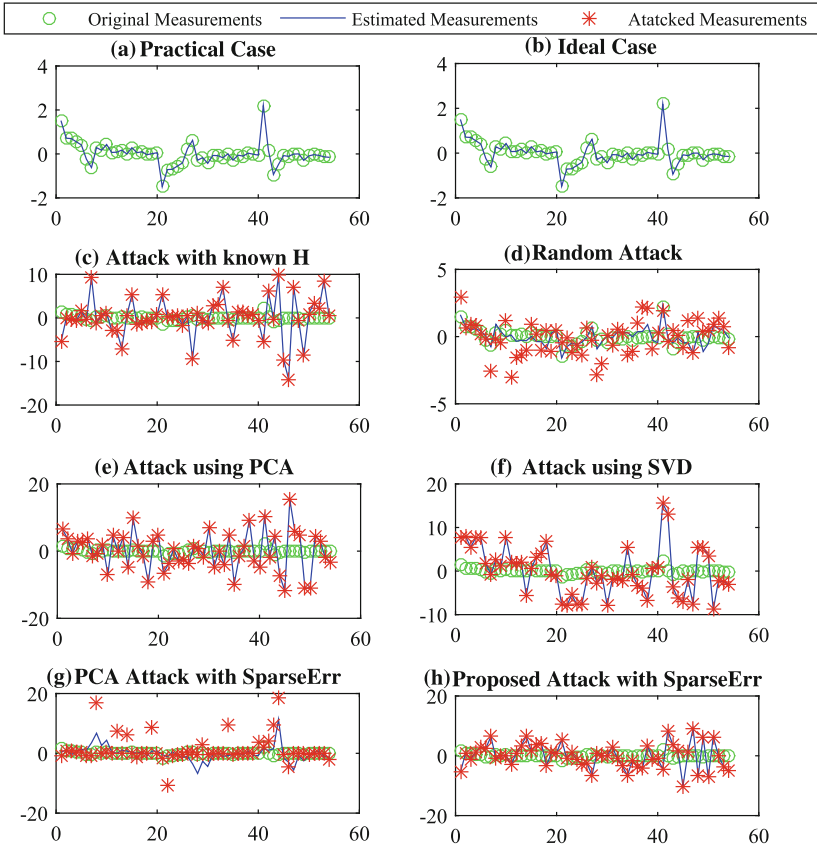 Original Measurements Estimated Measurements Atatcked Measurements
(a) Practical Case
(b) Ideal Case
4
2
0
-2
0 20 40 60
4
2
0
-2
0 20 40 60
(c) Attack with known H
(d) Random Attack
10
0
-10
-20
0 20 40 60
5
0
-5
0 20 40 60
(e) Attack using PCA
(f) Attack using SVD
20
0
-20
0 20 40 60
20
10
0
-10
0 20 40 60
(g) PCA Attack with SparseErr
(h) Proposed Attack with SparseErr
20
0
-20
0 20 40 60
20
0
-20
0 20 40 60